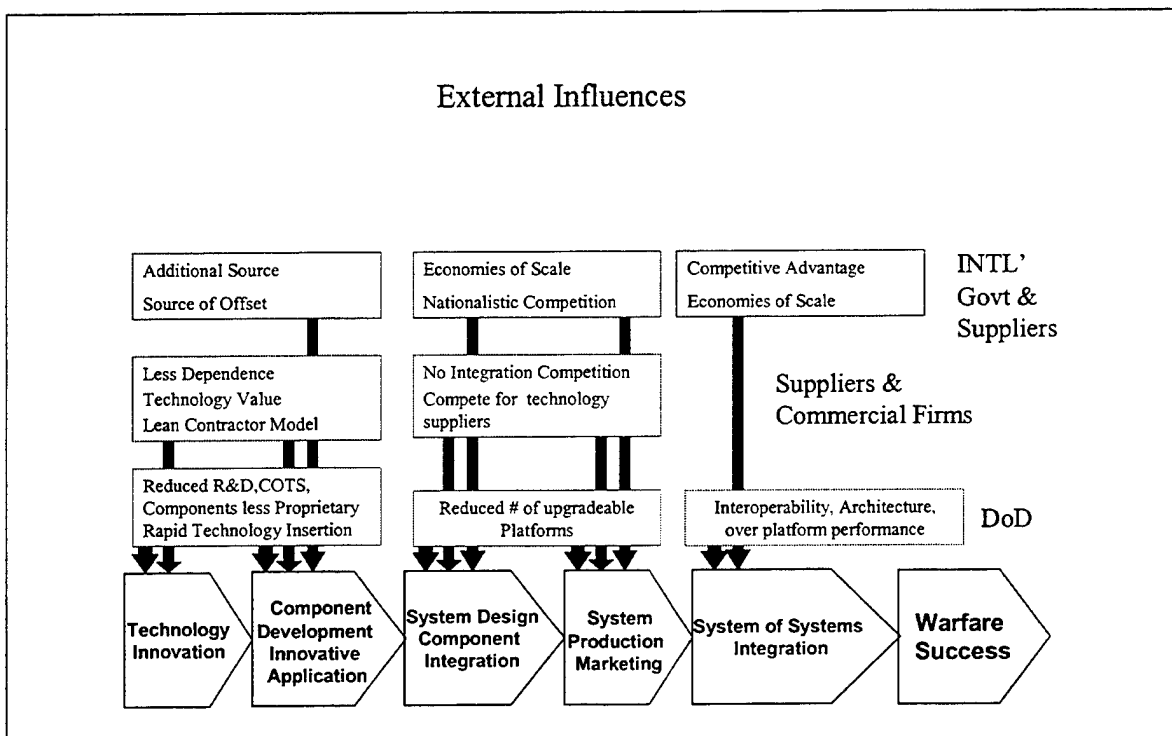 External Influences
Additional Source
Source of Offset
Economies of Scale
Nationalistic Competition
Competitive Advantage
Economies of Scale
INTL'
Govt &
Suppliers
Less Dependence
Technology Value
Lean Contractor Model
No Integration Competition
Compete for technology
suppliers
Suppliers &
Commercial Firms
Reduced R&D,COTS,
Components less Proprietary
Rapid Technology Insertion
Reduced # of upgradeable
Platforms
Interoperability, Architecture,
over platform performance
DoD
Technology
Innovation
Component
Development
Innovative
Application
System Design
Component
Integration
System
Production
Marketing
System of Systems
Integration
Warfare
Success